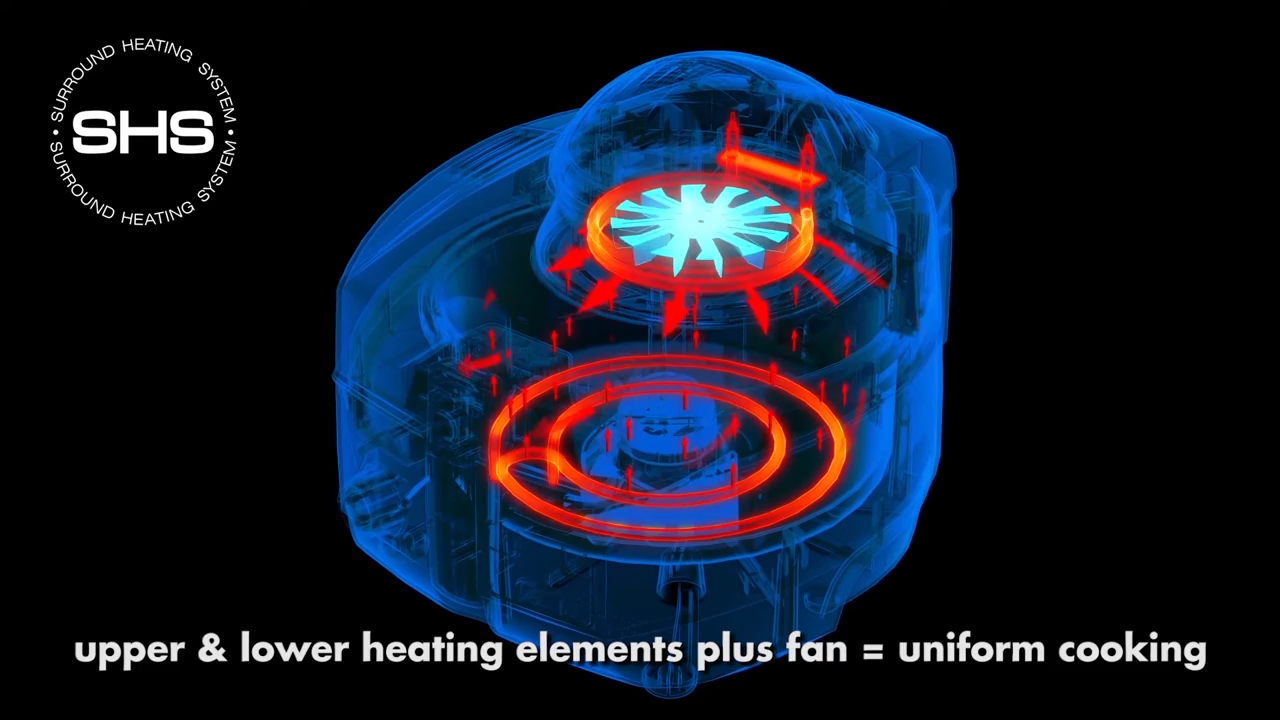 SURROUND HEATING SYSTEM
SHS
SURROUND HEATING SYSTEM
upper & lower heating elements plus fan = uniform cooking